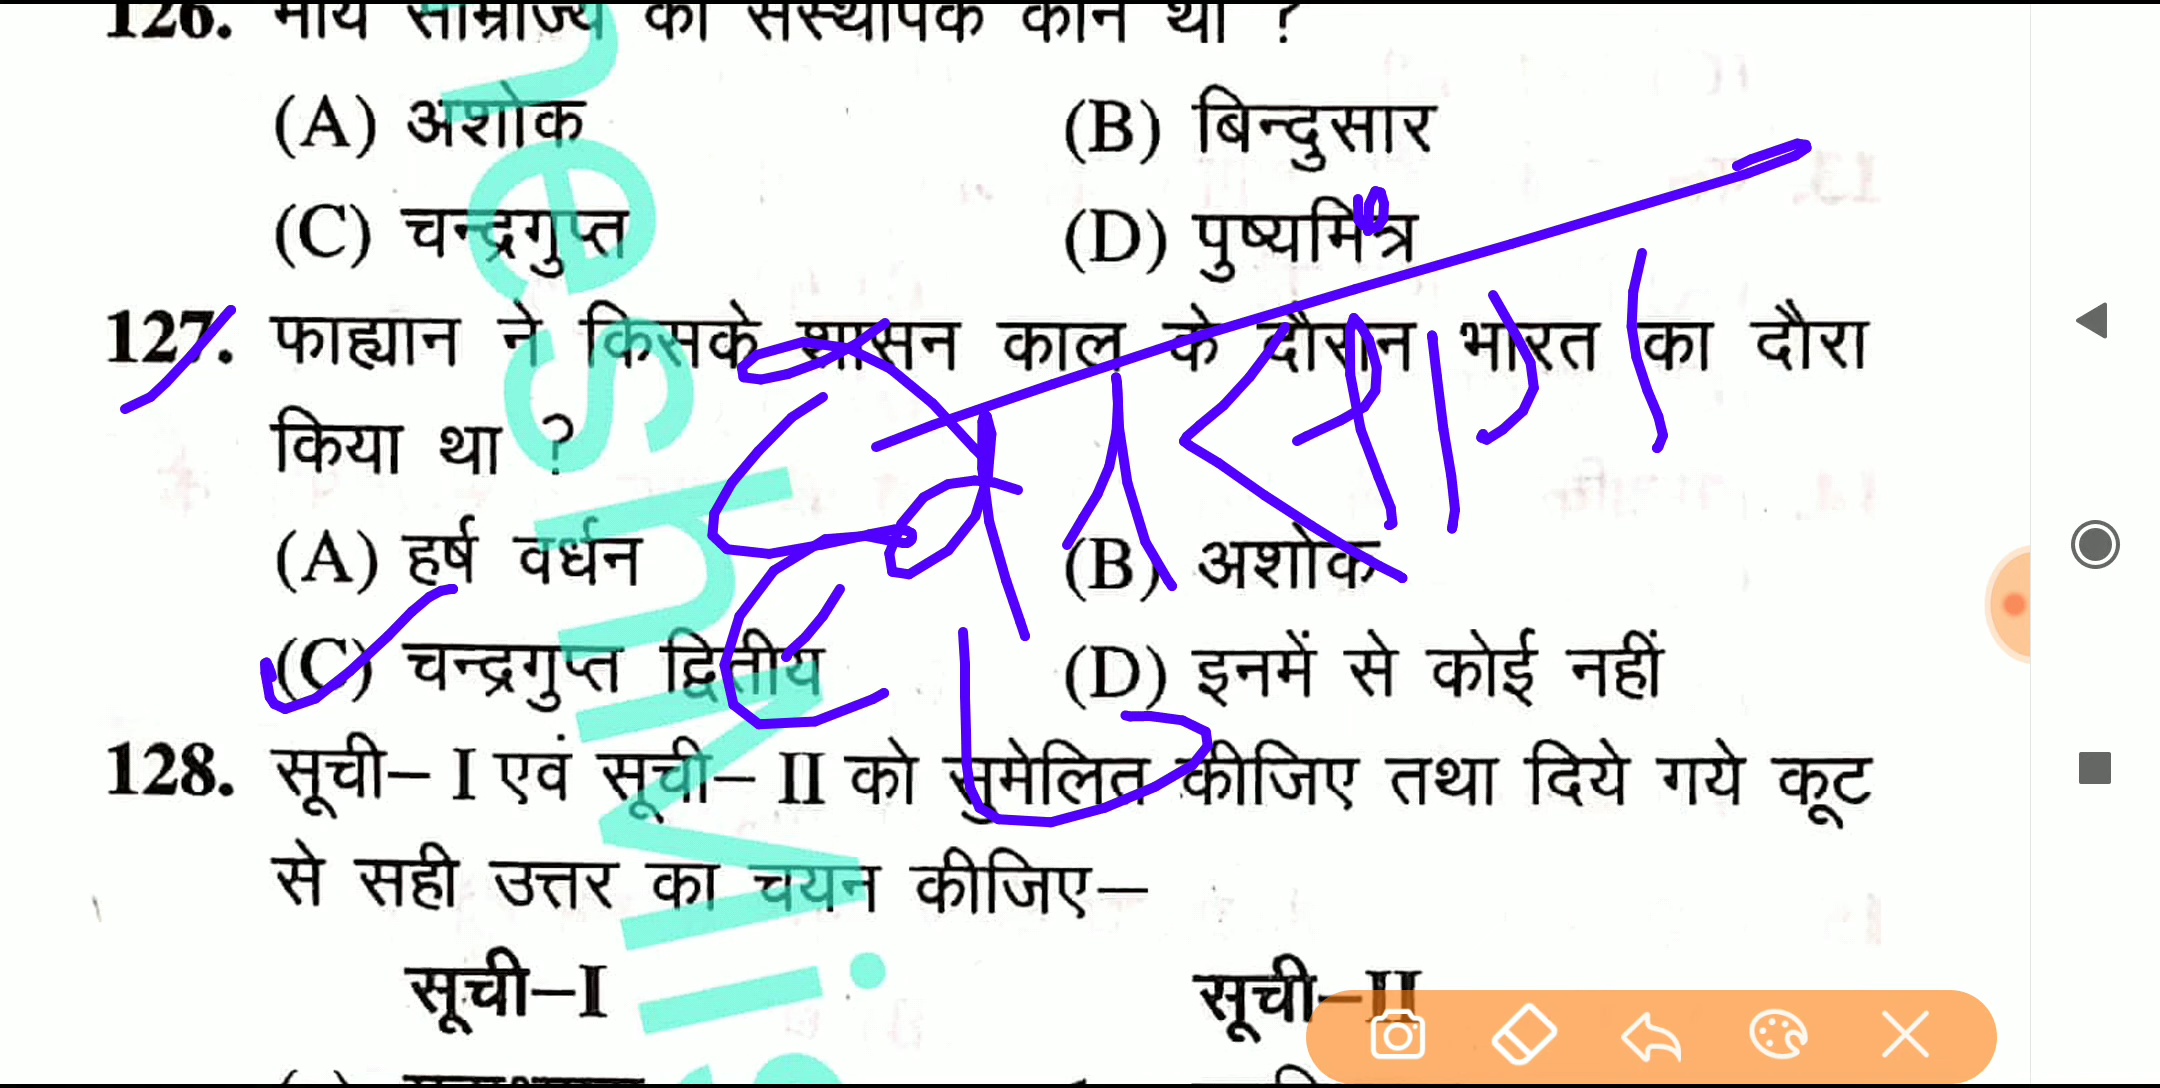 126. मौर्य साम्राज्य का संस्थापक कौन था ?
(A) अशोक (B) बिन्दुसार
(C) चन्द्रगुप्त (D) पुष्यमित्र
127. फाह्यान ने किसके शासन काल के दौरान भारत का दौरा
किया था ?
(A) हर्ष वर्धन (B) अशोक
(C) चन्द्रगुप्त द्वितीय (D) इनमें से कोई नहीं
128. सूची– I एवं सूची– II को सुमेलित कीजिए तथा दिये गये कूट
से सही उत्तर का चयन कीजिए–
सूची–I सूची–II